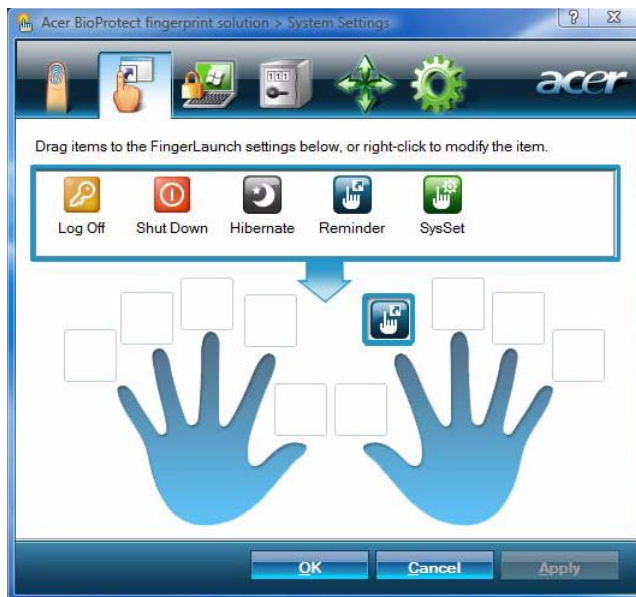 Acer BioProtect fingerprint solution > System Settings
acer
Drag items to the FingerLaunch settings below, or right-click to modify the item.
Log Off Shut Down Hibernate Reminder SysSet
OK Cancel Apply